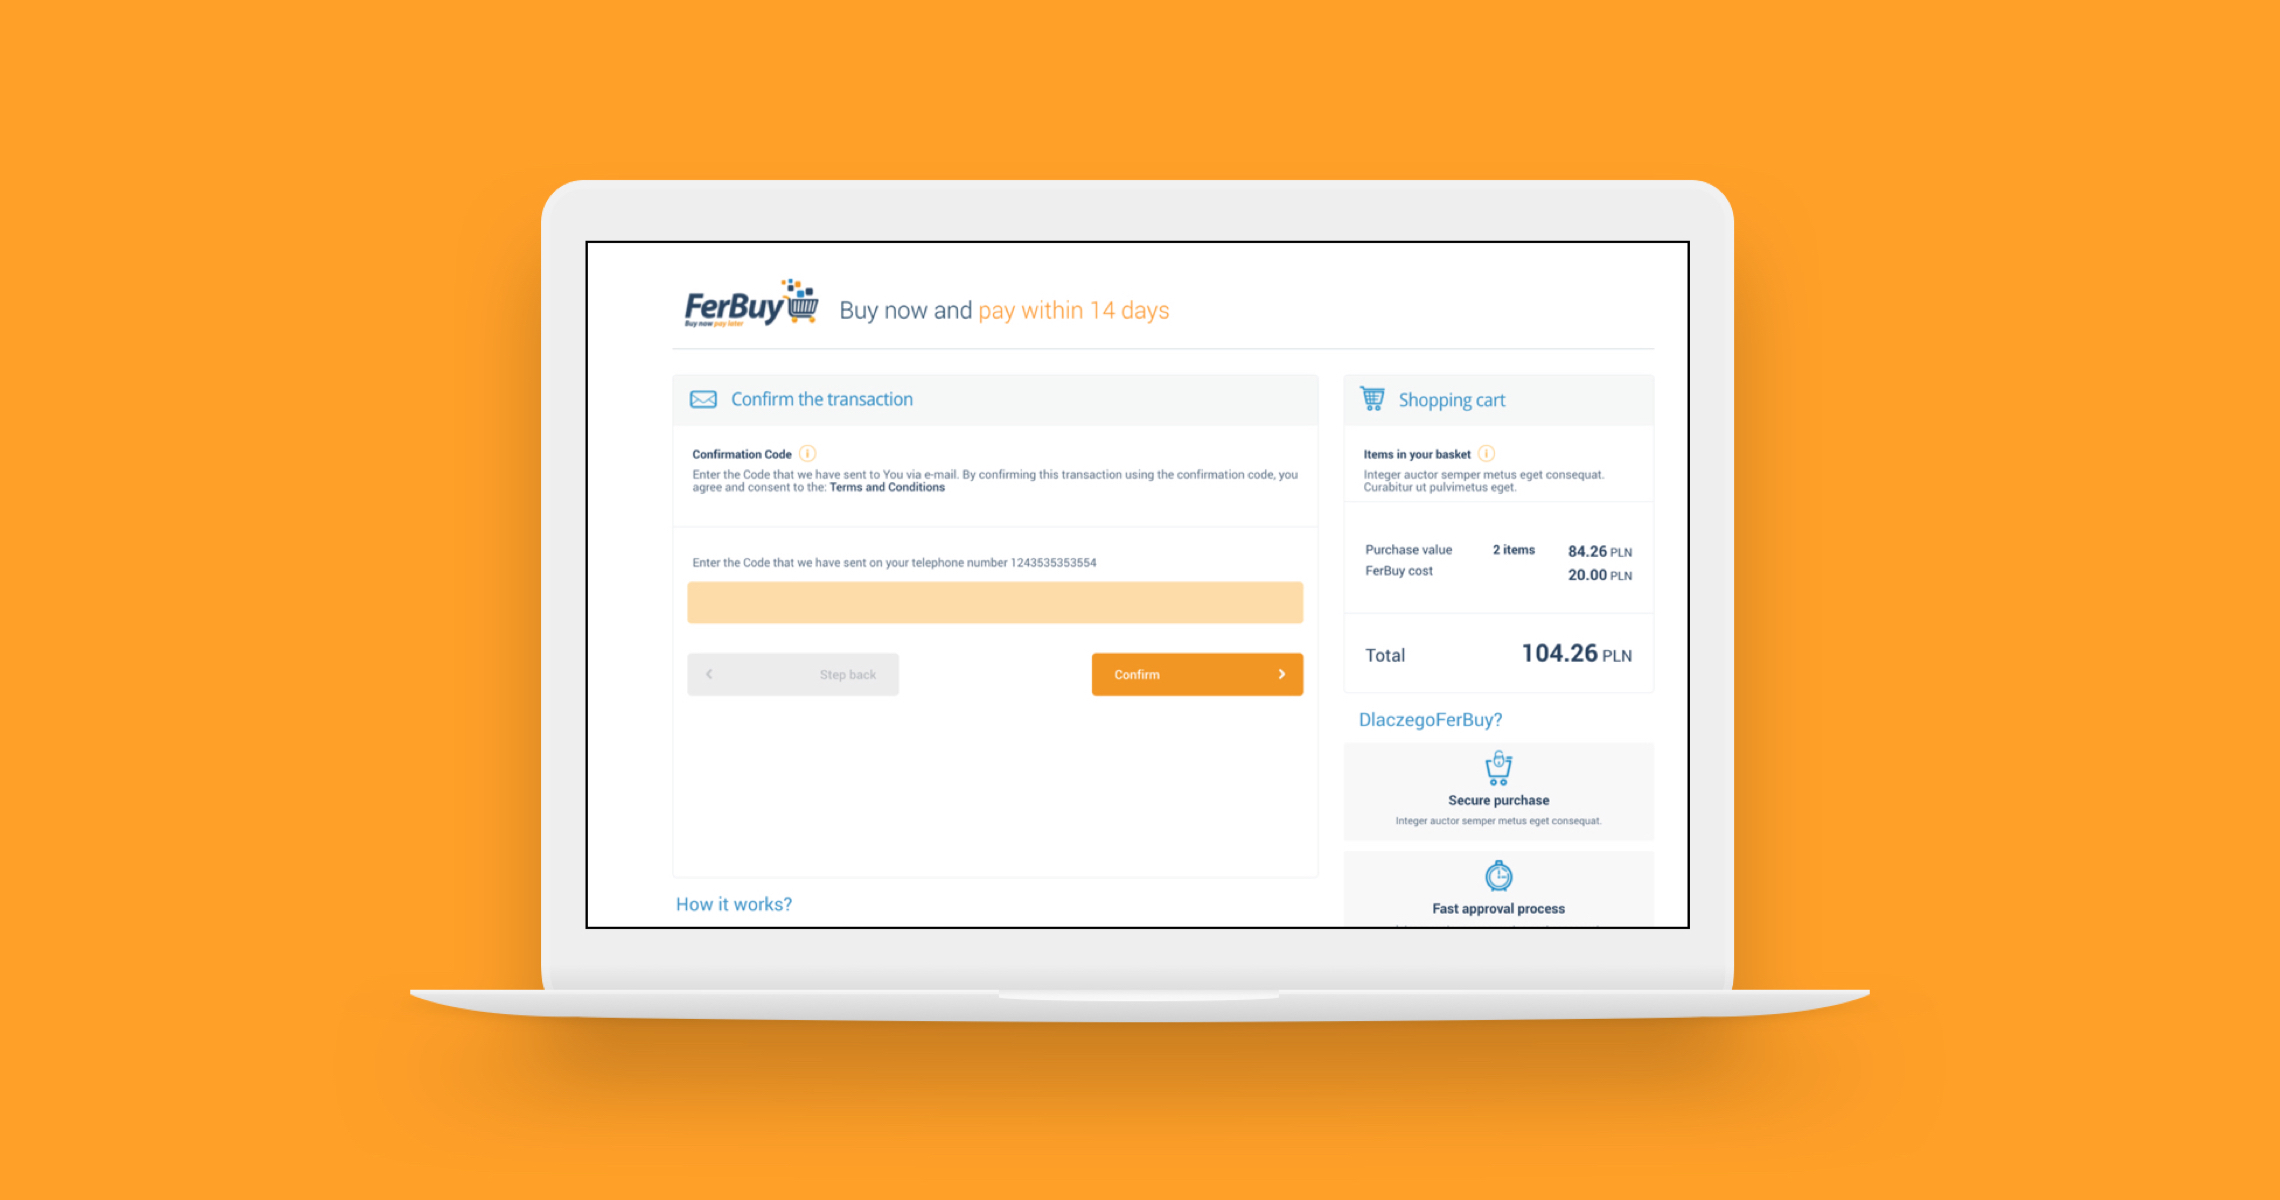 FerBuy
Buy now pay later
Buy now and pay within 14 days
Confirm the transaction
Confirmation Code
Enter the Code that we have sent to You via e-mail. By confirming this transaction using the confirmation code, you
agree and consent to the: Terms and Conditions
Enter the Code that we have sent on your telephone number 1243535353554
Step back
Confirm
How it works?
Shopping cart
Items in your basket
Integer auctor semper metus eget consequat.
Curabitur ut pulvimetus eget.
Purchase value 2 items 84.26 PLN
FerBuy cost 20.00 PLN
Total 104.26 PLN
DlaczegoFerBuy?
Secure purchase
Integer auctor semper metus eget consequat.
Fast approval process